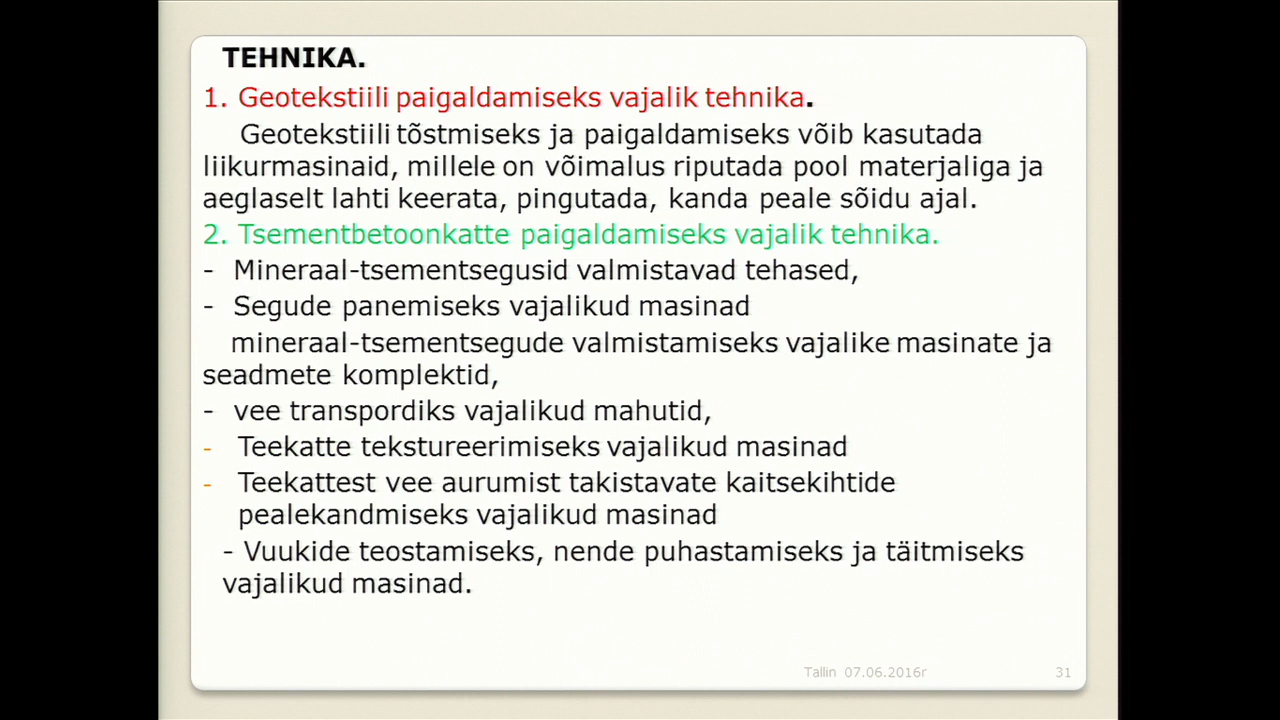 TEHNIKA.
1. Geotekstiili paigaldamiseks vajalik tehnika.
Geotekstiili tõstmiseks ja paigaldamiseks võib kasutada
liikurmasinaid, millele on võimalus riputada pool materjaliga ja
aeglaselt lahti keerata, pingutada, kanda peale sõidu ajal.
2. Tsementbetoonkatte paigaldamiseks vajalik tehnika.
- Mineraal-tsementsegusid valmistavad tehased,
- Segude panemiseks vajalikud masinad
mineraal-tsementsegude valmistamiseks vajalike masinate ja
seadmete komplektid,
- vee transpordiks vajalikud mahutid,
- Teekatte tekstureerimiseks vajalikud masinad
- Teekattest vee aurumist takistavate kaitsekihtide
pealekandmiseks vajalikud masinad
- Vuukide teostamiseks, nende puhastamiseks ja täitmiseks
vajalikud masinad.
Tallin 07.06.2016r 31